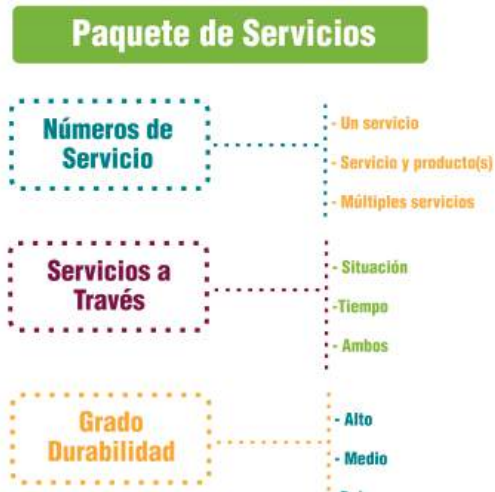 Paquete de Servicios
Números de
Servicio
- Un servicio
- Servicio y producto(s)
- Múltiples servicios
Servicios a
Través
- Situación
-Tiempo
- Ambos
Grado
Durabilidad
- Alto
- Medio